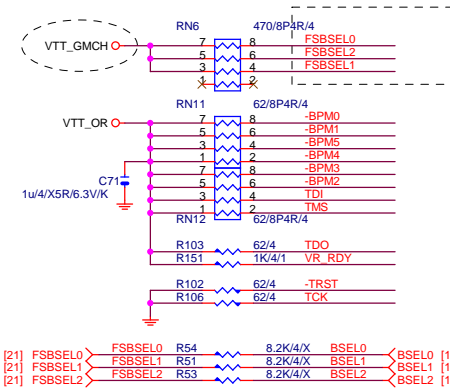 RN6 470/8P4R/4
VTT_GMCH 7 8 FSBSEL0
5 6 FSBSEL2
3 4 FSBSEL1
1 2
RN11 62/8P4R/4
VTT_OR 7 8 -BPM0
5 6 -BPM1
3 4 -BPM5
1 2 -BPM4
C71 7 8 -BPM3
1u/4/X5R/6.3V/K 5 6 -BPM2
3 4 TDI
1 2 TMS
RN12 62/8P4R/4
R103 62/4 TDO
R151 1K/4/1 VR_RDY
R102 62/4 -TRST
R106 62/4 TCK
[21] FSBSEL0 FSBSEL0 R54 8.2K/4/X BSEL0 BSEL0 [1
[21] FSBSEL1 FSBSEL1 R51 8.2K/4/X BSEL1 BSEL1 [1
[21] FSBSEL2 FSBSEL2 R53 8.2K/4/X BSEL2 BSEL2 [1